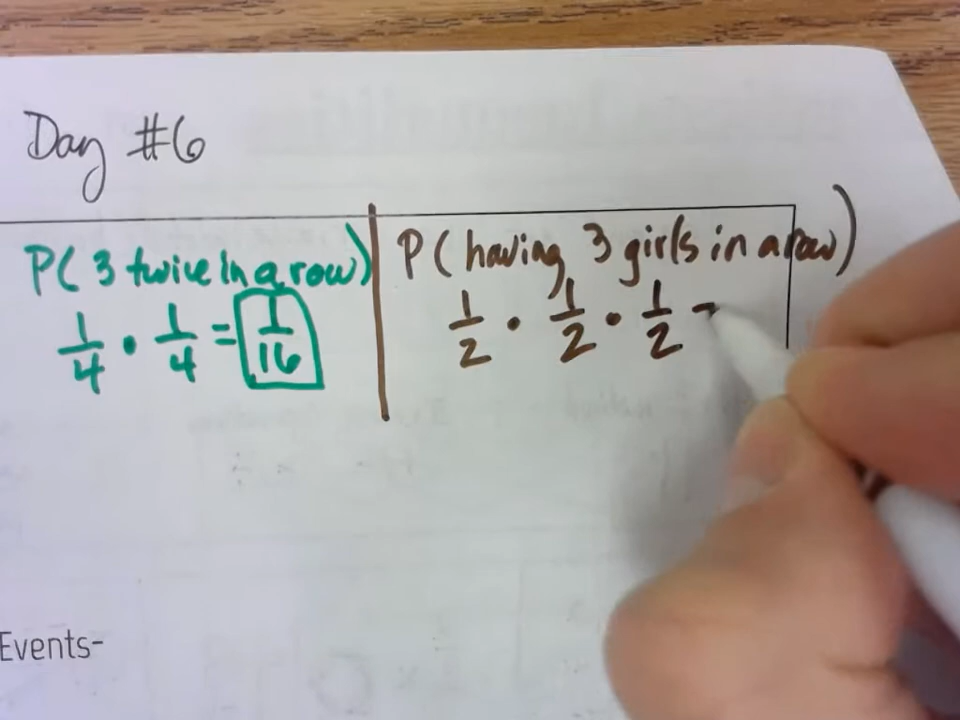 Day #6
P( 3 twice in a row)
1/4 · 1/4 = 1/16
P( having 3 girls in a row)
1/2 · 1/2 · 1/2
Events-